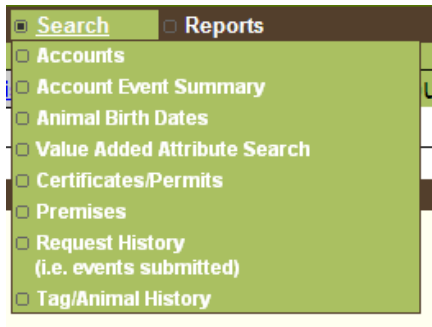 Search Reports
Accounts
Account Event Summary
Animal Birth Dates
Value Added Attribute Search
Certificates/Permits
Premises
Request History
(i.e. events submitted)
Tag/Animal History